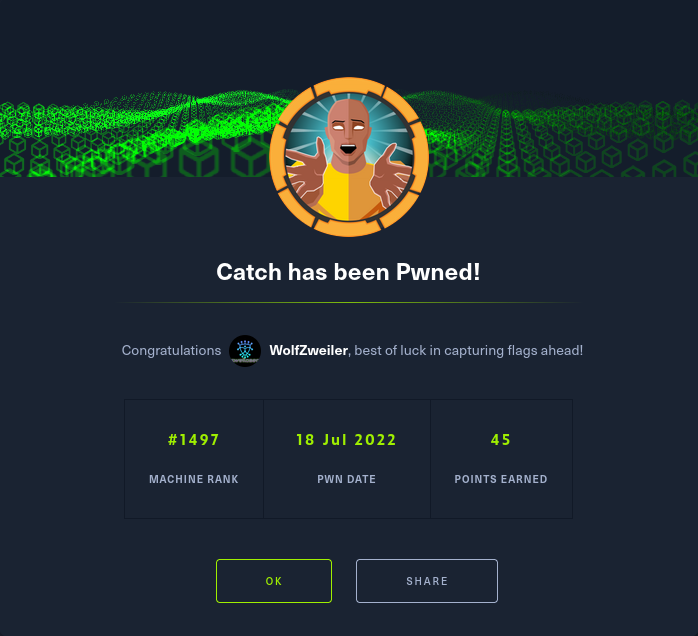 Catch has been Pwned!
Congratulations WolfZweiler, best of luck in capturing flags ahead!
#1497 18 Jul 2022 45
MACHINE RANK PWN DATE POINTS EARNED
OK SHARE